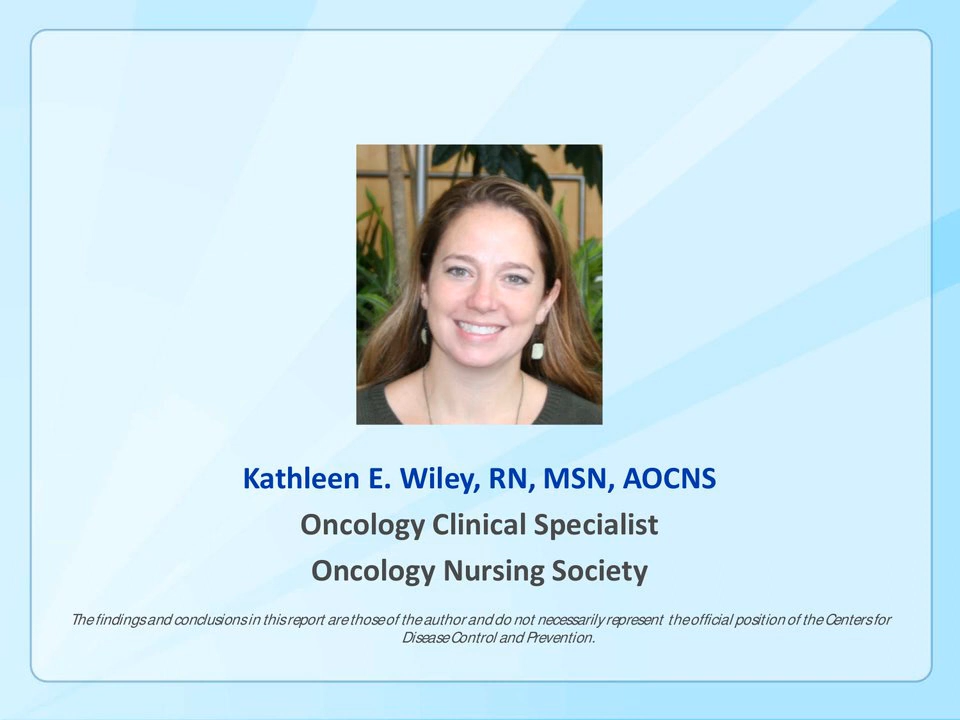 Kathleen E. Wiley, RN, MSN, AOCNS
Oncology Clinical Specialist
Oncology Nursing Society
The findings and conclusions in this report are those of the author and do not necessarily represent the official position of the Centers for
Disease Control and Prevention.